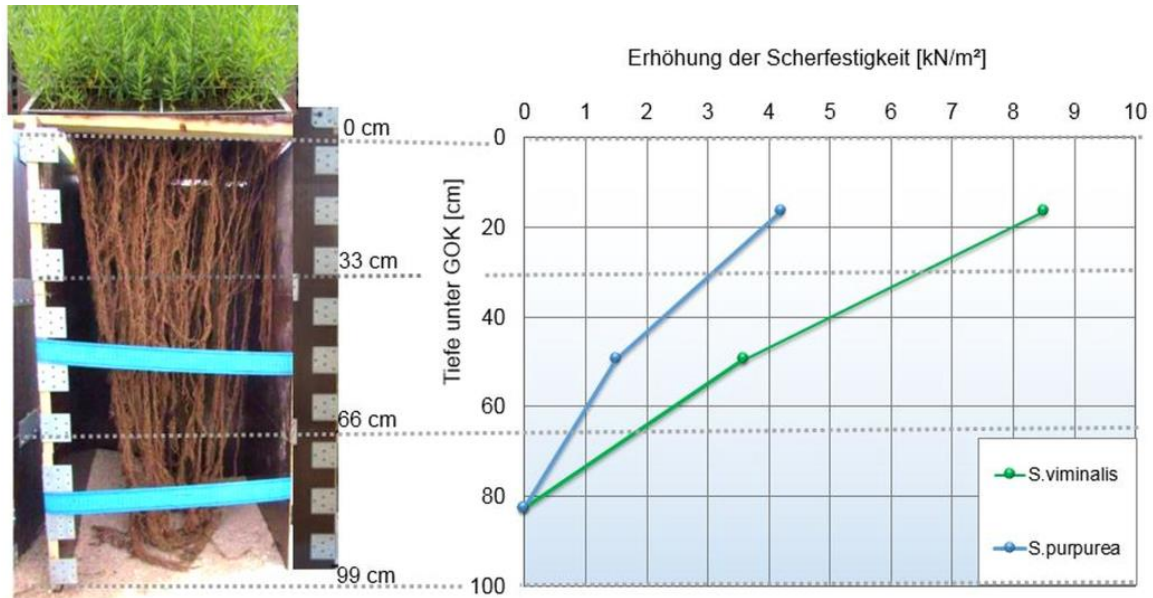 0 cm
33 cm
66 cm
99 cm
Erhöhung der Scherfestigkeit [kN/m²]
0 1 2 3 4 5 6 7 8 9 10
Tiefe unter GOK [cm]
0
20
40
60
80
100
S.viminalis
S.purpurea